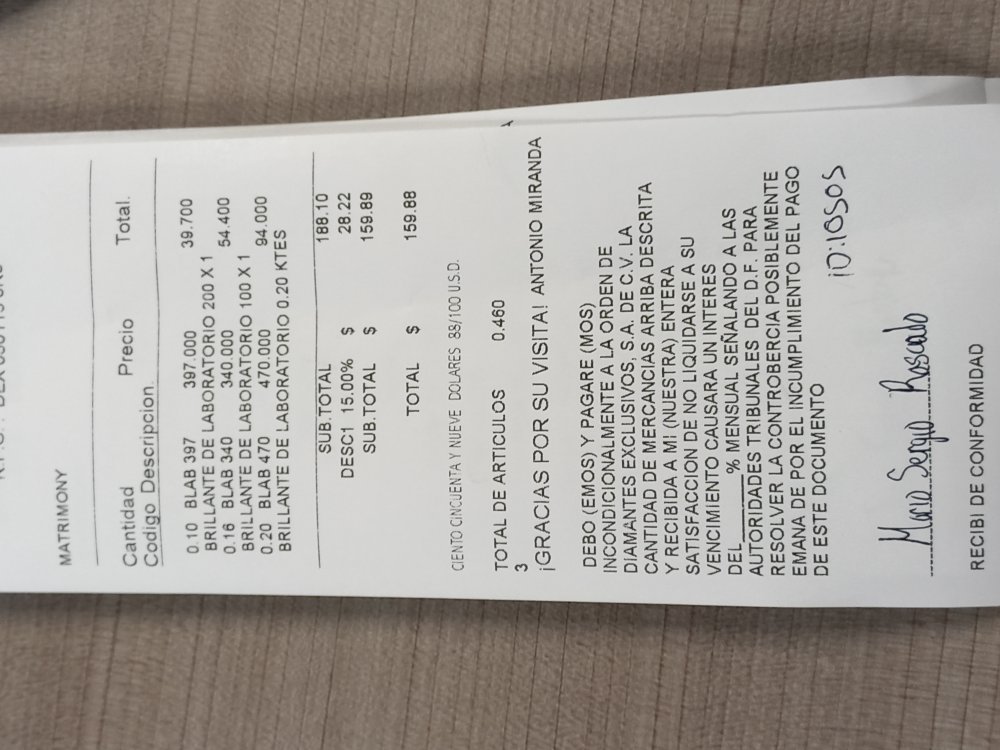 MATRIMONY
Cantidad Precio Total.
Codigo Descripcion.
0.10 BLAB 397 397.000 39.700
BRILLANTE DE LABORATORIO 200 X 1
0.16 BLAB 340 340.000 54.400
BRILLANTE DE LABORATORIO 100 X 1
0.20 BLAB 470 470.000 94.000
BRILLANTE DE LABORATORIO 0.20 KTES
SUB.TOTAL 188.10
DESC1 15.00% $ 28.22
SUB.TOTAL $ 159.89
TOTAL $ 159.88
CIENTO CINCUENTA Y NUEVE DOLARES 88/100 U.S.D.
TOTAL DE ARTICULOS 0.460
3
¡GRACIAS POR SU VISITA! ANTONIO MIRANDA
DEBO (EMOS) Y PAGARE (MOS)
INCONDICIONALMENTE A LA ORDEN DE
DIAMANTES EXCLUSIVOS, S.A. DE C.V. LA
CANTIDAD DE MERCANCIAS ARRIBA DESCRITA
Y RECIBIDA A MI (NUESTRA) ENTERA
SATISFACCION DE NO LIQUIDARSE A SU
VENCIMIENTO CAUSARA UN INTERES
DEL _____% MENSUAL SEÑALANDO A LAS
AUTORIDADES TRIBUNALES DEL D.F. PARA
RESOLVER LA CONTROBERCIA POSIBLEMENTE
EMANA DE POR EL INCUMPLIMIENTO DEL PAGO
DE ESTE DOCUMENTO
Sergio
RECIBI DE CONFORMIDAD